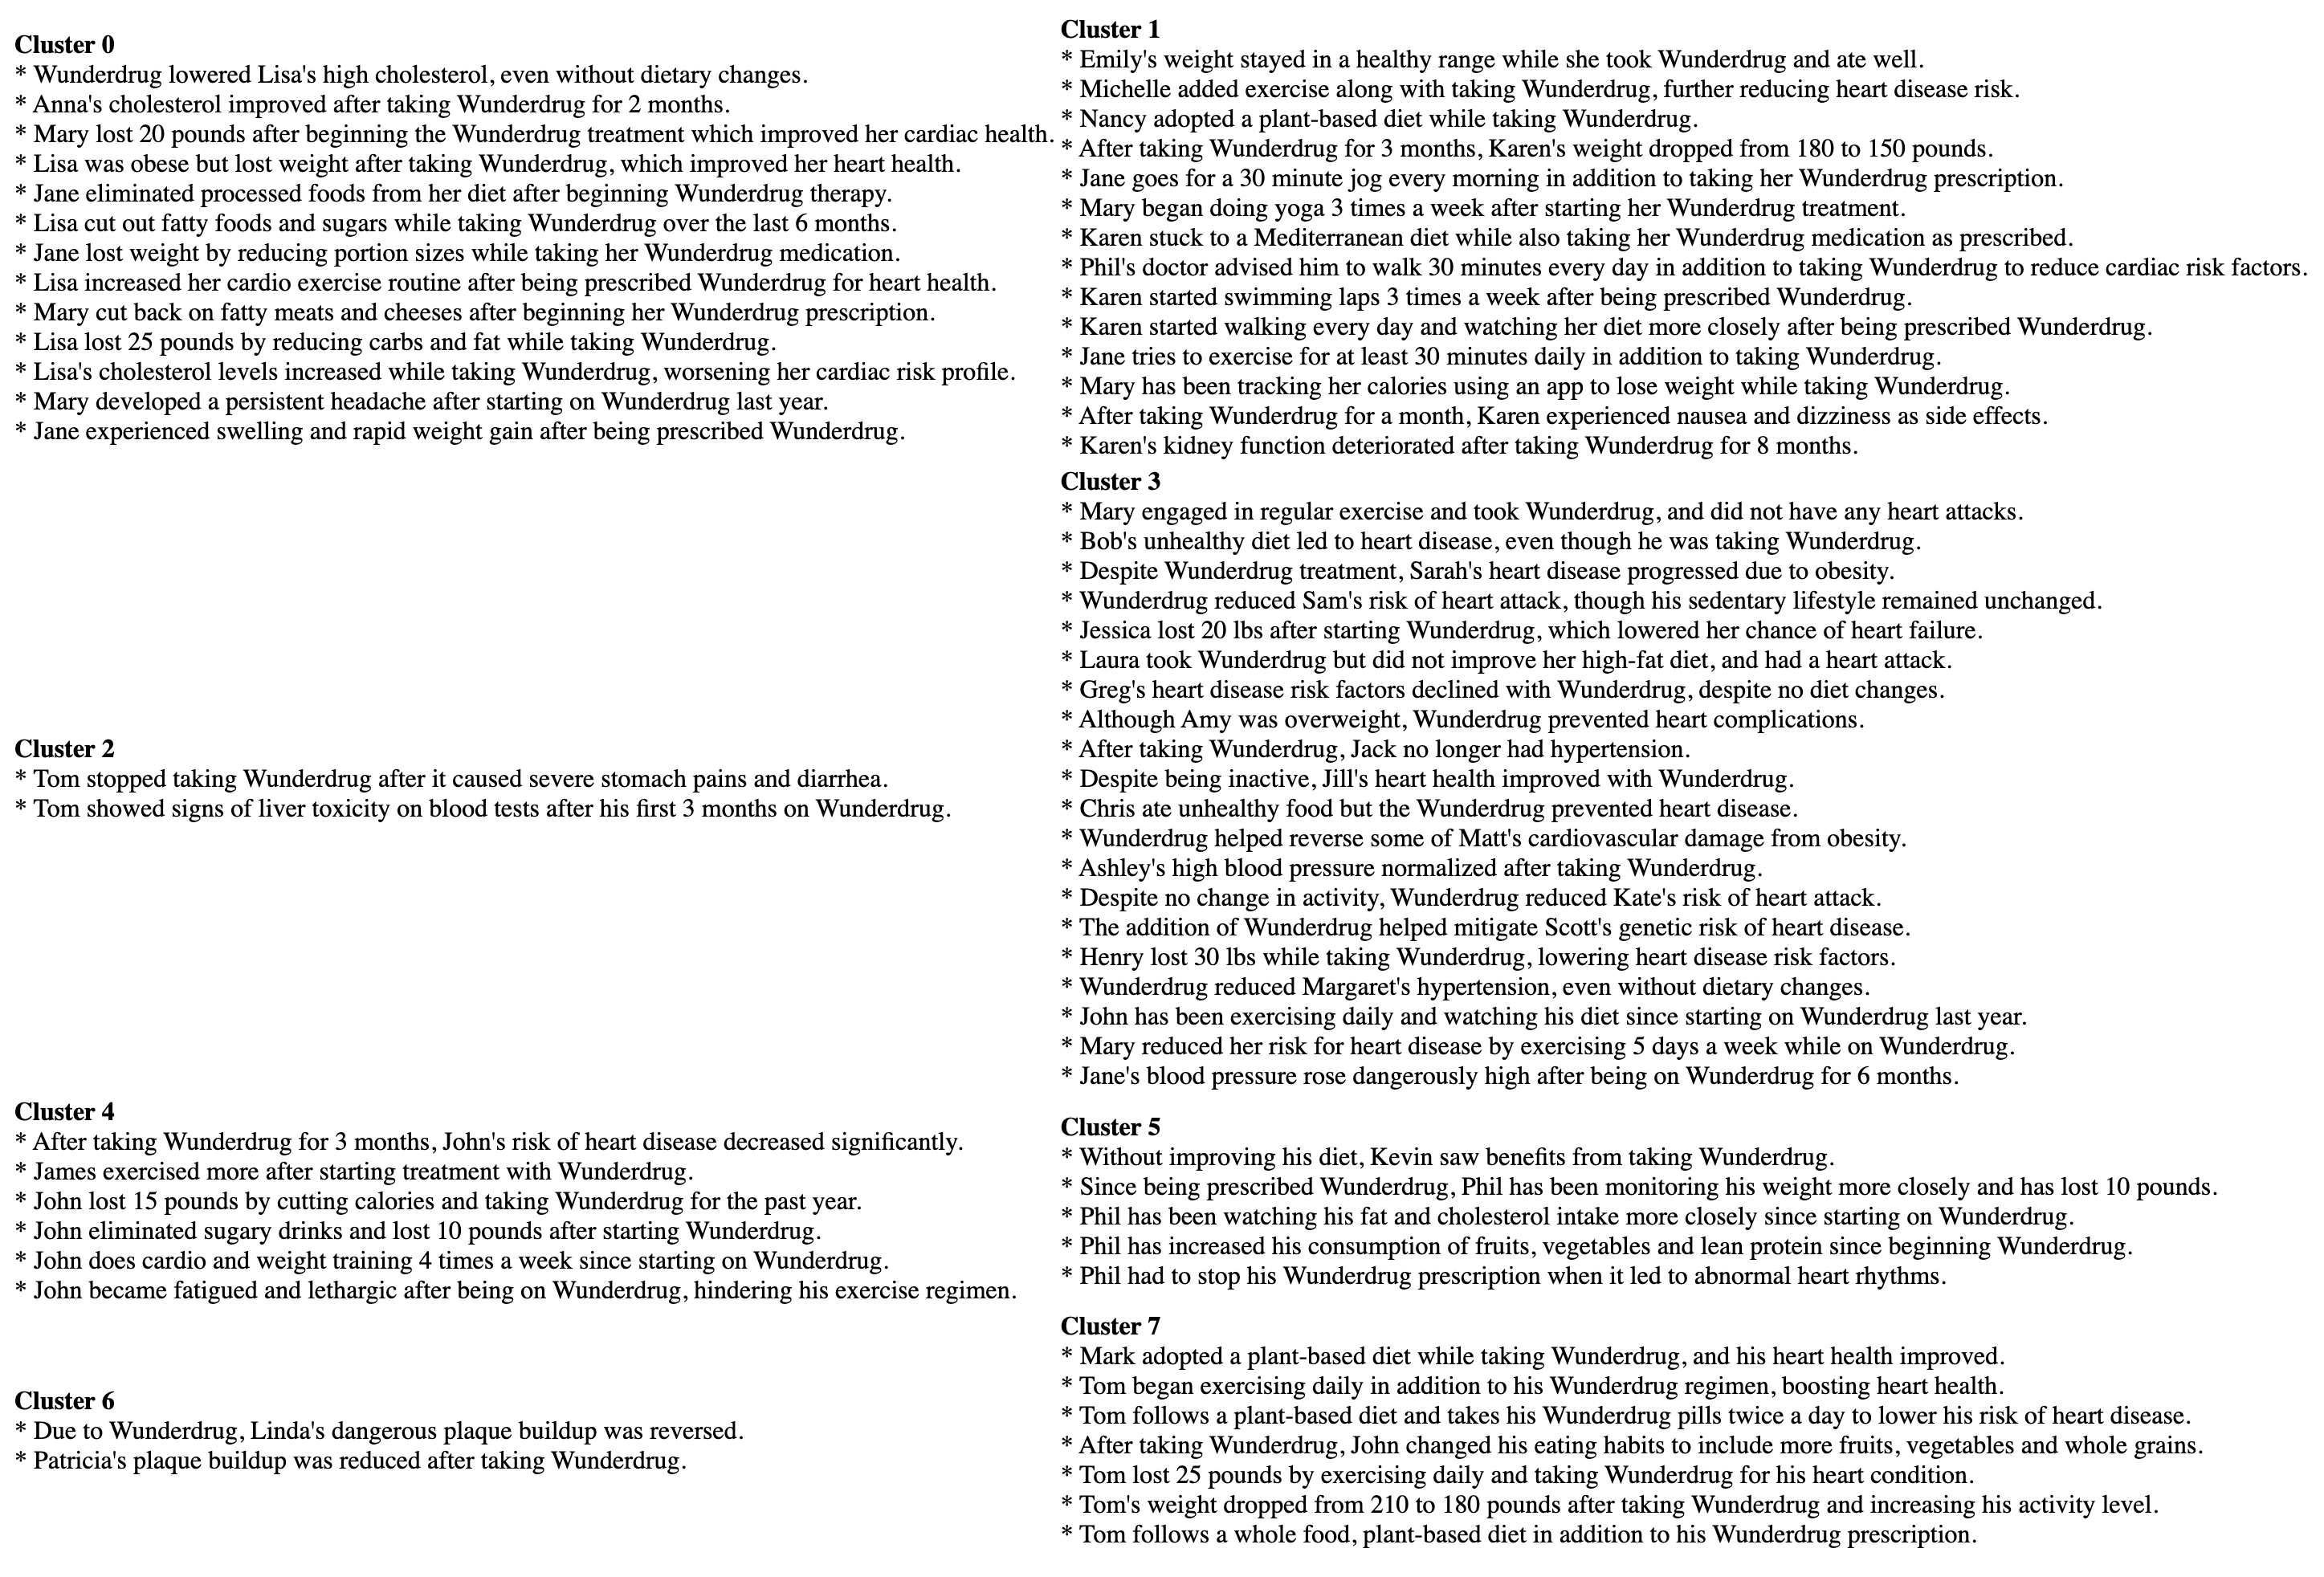 Cluster 0
* Wunderdrug lowered Lisa's high cholesterol, even without dietary changes.
* Anna's cholesterol improved after taking Wunderdrug for 2 months.
* Mary lost 20 pounds after beginning the Wunderdrug treatment which improved her cardiac health.
* Lisa was obese but lost weight after taking Wunderdrug, which improved her heart health.
* Jane eliminated processed foods from her diet after beginning Wunderdrug therapy.
* Lisa cut out fatty foods and sugars while taking Wunderdrug over the last 6 months.
* Jane lost weight by reducing portion sizes while taking her Wunderdrug medication.
* Lisa increased her cardio exercise routine after being prescribed Wunderdrug for heart health.
* Mary cut back on fatty meats and cheeses after beginning her Wunderdrug prescription.
* Lisa lost 25 pounds by reducing carbs and fat while taking Wunderdrug.
* Lisa's cholesterol levels increased while taking Wunderdrug, worsening her cardiac risk profile.
* Mary developed a persistent headache after starting on Wunderdrug last year.
* Jane experienced swelling and rapid weight gain after being prescribed Wunderdrug.
Cluster 1
* Emily's weight stayed in a healthy range while she took Wunderdrug and ate well.
* Michelle added exercise along with taking Wunderdrug, further reducing heart disease risk.
* Nancy adopted a plant-based diet while taking Wunderdrug.
* After taking Wunderdrug for 3 months, Karen's weight dropped from 180 to 150 pounds.
* Jane goes for a 30 minute jog every morning in addition to taking her Wunderdrug prescription.
* Mary began doing yoga 3 times a week after starting her Wunderdrug treatment.
* Karen stuck to a Mediterranean diet while also taking her Wunderdrug medication as prescribed.
* Phil's doctor advised him to walk 30 minutes every day in addition to taking Wunderdrug to reduce cardiac risk factors.
* Karen started swimming laps 3 times a week after being prescribed Wunderdrug.
* Karen started walking every day and watching her diet more closely after being prescribed Wunderdrug.
* Jane tries to exercise for at least 30 minutes daily in addition to taking Wunderdrug.
* Mary has been tracking her calories using an app to lose weight while taking Wunderdrug.
* After taking Wunderdrug for a month, Karen experienced nausea and dizziness as side effects.
* Karen's kidney function deteriorated after taking Wunderdrug for 8 months.
Cluster 2
* Tom stopped taking Wunderdrug after it caused severe stomach pains and diarrhea.
* Tom showed signs of liver toxicity on blood tests after his first 3 months on Wunderdrug.
Cluster 3
* Mary engaged in regular exercise and took Wunderdrug, and did not have any heart attacks.
* Bob's unhealthy diet led to heart disease, even though he was taking Wunderdrug.
* Despite Wunderdrug treatment, Sarah's heart disease progressed due to obesity.
* Wunderdrug reduced Sam's risk of heart attack, though his sedentary lifestyle remained unchanged.
* Jessica lost 20 lbs after starting Wunderdrug, which lowered her chance of heart failure.
* Laura took Wunderdrug but did not improve her high-fat diet, and had a heart attack.
* Greg's heart disease risk factors declined with Wunderdrug, despite no diet changes.
* Although Amy was overweight, Wunderdrug prevented heart complications.
* After taking Wunderdrug, Jack no longer had hypertension.
* Despite being inactive, Jill's heart health improved with Wunderdrug.
* Chris ate unhealthy food but the Wunderdrug prevented heart disease.
* Wunderdrug helped reverse some of Matt's cardiovascular damage from obesity.
* Ashley's high blood pressure normalized after taking Wunderdrug.
* Despite no change in activity, Wunderdrug reduced Kate's risk of heart attack.
* The addition of Wunderdrug helped mitigate Scott's genetic risk of heart disease.
* Henry lost 30 lbs while taking Wunderdrug, lowering heart disease risk factors.
* Wunderdrug reduced Margaret's hypertension, even without dietary changes.
* John has been exercising daily and watching his diet since starting on Wunderdrug last year.
* Mary reduced her risk for heart disease by exercising 5 days a week while on Wunderdrug.
* Jane's blood pressure rose dangerously high after being on Wunderdrug for 6 months.
Cluster 4
* After taking Wunderdrug for 3 months, John's risk of heart disease decreased significantly.
* James exercised more after starting treatment with Wunderdrug.
* John lost 15 pounds by cutting calories and taking Wunderdrug for the past year.
* John eliminated sugary drinks and lost 10 pounds after starting Wunderdrug.
* John does cardio and weight training 4 times a week since starting on Wunderdrug.
* John became fatigued and lethargic after being on Wunderdrug, hindering his exercise regimen.
Cluster 5
* Without improving his diet, Kevin saw benefits from taking Wunderdrug.
* Since being prescribed Wunderdrug, Phil has been monitoring his weight more closely and has lost 10 pounds.
* Phil has been watching his fat and cholesterol intake more closely since starting on Wunderdrug.
* Phil has increased his consumption of fruits, vegetables and lean protein since beginning Wunderdrug.
* Phil had to stop his Wunderdrug prescription when it led to abnormal heart rhythms.
Cluster 6
* Due to Wunderdrug, Linda's dangerous plaque buildup was reversed.
* Patricia's plaque buildup was reduced after taking Wunderdrug.
Cluster 7
* Mark adopted a plant-based diet while taking Wunderdrug, and his heart health improved.
* Tom began exercising daily in addition to his Wunderdrug regimen, boosting heart health.
* Tom follows a plant-based diet and takes his Wunderdrug pills twice a day to lower his risk of heart disease.
* After taking Wunderdrug, John changed his eating habits to include more fruits, vegetables and whole grains.
* Tom lost 25 pounds by exercising daily and taking Wunderdrug for his heart condition.
* Tom's weight dropped from 210 to 180 pounds after taking Wunderdrug and increasing his activity level.
* Tom follows a whole food, plant-based diet in addition to his Wunderdrug prescription.